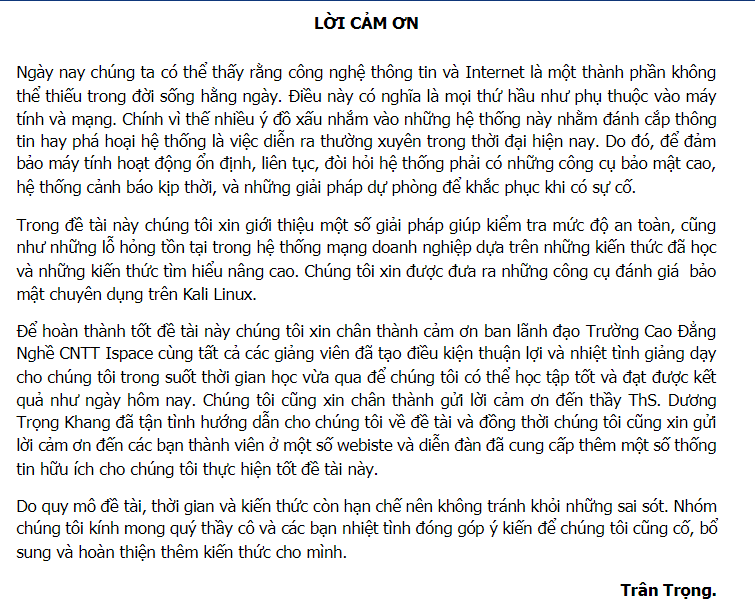 LỜI CẢM ƠN
Ngày nay chúng ta có thể thấy rằng công nghệ thông tin và Internet là một thành phần không
thể thiếu trong đời sống hằng ngày. Điều này có nghĩa là mọi thứ hầu như phụ thuộc vào máy
tính và mạng. Chính vì thế nhiều ý đồ xấu nhắm vào những hệ thống này nhằm đánh cắp thông
tin hay phá hoại hệ thống là việc diễn ra thường xuyên trong thời đại hiện nay. Do đó, để đảm
bảo máy tính hoạt động ổn định, liên tục, đòi hỏi hệ thống phải có những công cụ bảo mật cao,
hệ thống cảnh báo kịp thời, và những giải pháp dự phòng để khắc phục khi có sự cố.
Trong đề tài này chúng tôi xin giới thiệu một số giải pháp giúp kiểm tra mức độ an toàn, cũng
như những lỗ hỏng tồn tại trong hệ thống mạng doanh nghiệp dựa trên những kiến thức đã học
và những kiến thức tìm hiểu nâng cao. Chúng tôi xin được đưa ra những công cụ đánh giá  bảo
mật chuyên dụng trên Kali Linux.
Để hoàn thành tốt đề tài này chúng tôi xin chân thành cảm ơn ban lãnh đạo Trường Cao Đẳng
Nghề CNTT Ispace cùng tất cả các giảng viên đã tạo điều kiện thuận lợi và nhiệt tình giảng dạy
cho chúng tôi trong suốt thời gian học vừa qua để chúng tôi có thể học tập tốt và đạt được kết
quả như ngày hôm nay. Chúng tôi cũng xin chân thành gửi lời cảm ơn đến thầy ThS. Dương
Trọng Khang đã tận tình hướng dẫn cho chúng tôi về đề tài và đồng thời chúng tôi cũng xin gửi
lời cảm ơn đến các bạn thành viên ở một số webiste và diễn đàn đã cung cấp thêm một số thống
tin hữu ích cho chúng tôi thực hiện tốt đề tài này.
Do quy mô đề tài, thời gian và kiến thức còn hạn chế nên không tránh khỏi những sai sót. Nhóm
chúng tôi kính mong quý thầy cô và các bạn nhiệt tình đóng góp ý kiến để chúng tôi cũng cố, bổ
sung và hoàn thiện thêm kiến thức cho mình.
Trân Trọng.